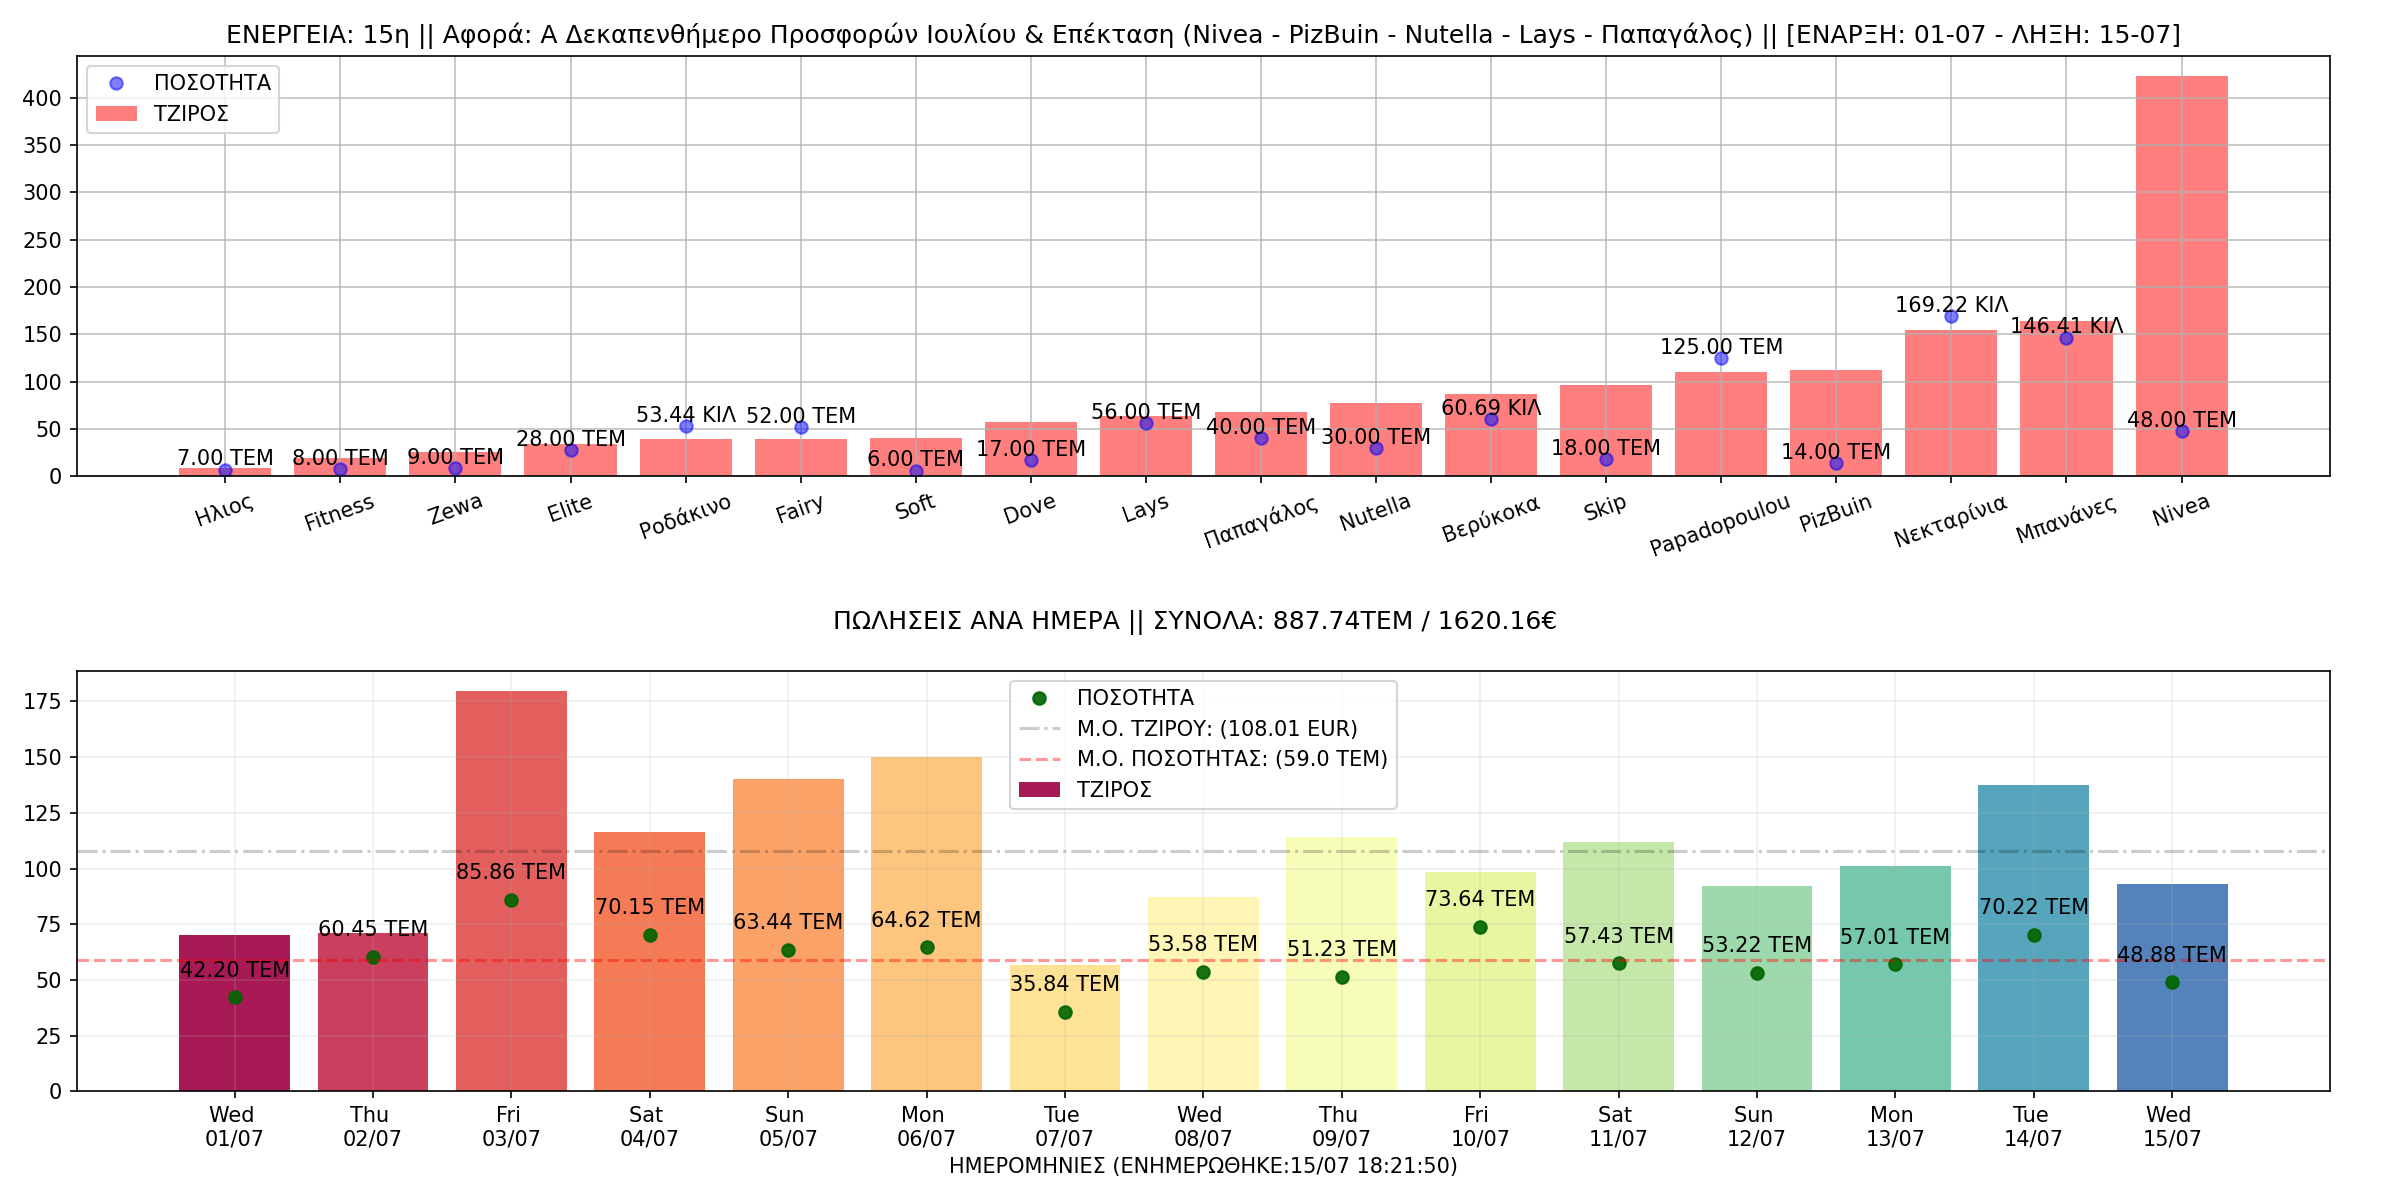 ΕΝΕΡΓΕΙΑ: 15η || Αφορά: Α Δεκαπενθήμερο Προσφορών Ιουλίου & Επέκταση (Nivea - PizBuin - Nutella - Lays - Παπαγάλος) || [ΕΝΑΡΞΗ: 01-07 - ΛΗΞΗ: 15-07]
ΠΟΣΟΤΗΤΑ
ΤΖΙΡΟΣ
400
350
300
250
200
150
100
50
0
7.00 TEM
8.00 TEM
9.00 TEM
28.00 TEM
53.44 ΚΙΛ
52.00 TEM
6.00 TEM
17.00 TEM
56.00 TEM
40.00 TEM
30.00 TEM
60.69 ΚΙΛ
18.00 TEM
125.00 TEM
14.00 TEM
169.22 ΚΙΛ
146.41 ΚΙΛ
48.00 TEM
Ηλιος
Fitness
Zewa
Elite
Ροδάκινο
Fairy
Soft
Dove
Lays
Παπαγάλος
Nutella
Βερύκοκα
Skip
Papadopoulou
PizBuin
Νεκταρίνια
Μπανάνες
Nivea
ΠΩΛΗΣΕΙΣ ΑΝΑ ΗΜΕΡΑ || ΣΥΝΟΛΑ: 887.74ΤΕΜ / 1620.16€
ΠΟΣΟΤΗΤΑ
Μ.Ο. ΤΖΙΡΟΥ: (108.01 EUR)
Μ.Ο. ΠΟΣΟΤΗΤΑΣ: (59.0 ΤΕΜ)
ΤΖΙΡΟΣ
175
150
125
100
75
50
25
0
42.20 TEM
60.45 TEM
85.86 TEM
70.15 TEM
63.44 TEM
64.62 TEM
35.84 TEM
53.58 TEM
51.23 TEM
73.64 TEM
57.43 TEM
53.22 TEM
57.01 TEM
70.22 TEM
48.88 TEM
Wed
01/07
Thu
02/07
Fri
03/07
Sat
04/07
Sun
05/07
Mon
06/07
Tue
07/07
Wed
08/07
Thu
09/07
Fri
10/07
Sat
11/07
Sun
12/07
Mon
13/07
Tue
14/07
Wed
15/07
ΗΜΕΡΟΜΗΝΙΕΣ (ΕΝΗΜΕΡΩΘΗΚΕ:15/07 18:21:50)